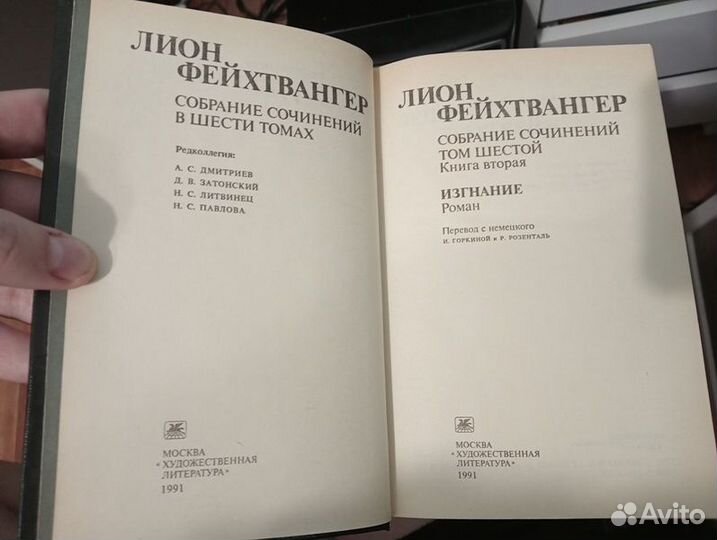 ЛИОН
ФЕЙХТВАНГЕР
СОБРАНИЕ СОЧИНЕНИЙ
В ШЕСТИ ТОМАХ
Редколлегия:
А. С. ДМИТРИЕВ
Д. В. ЗАТОНСКИЙ
Н. С. ЛИТВИНЕЦ
Н. С. ПАВЛОВА
МОСКВА
"ХУДОЖЕСТВЕННАЯ
ЛИТЕРАТУРА"
1991
ЛИОН
ФЕЙХТВАНГЕР
СОБРАНИЕ СОЧИНЕНИЙ
ТОМ ШЕСТОЙ
Книга вторая
ИЗГНАНИЕ
Роман
Перевод с немецкого
И. ГОРКИНОЙ и Р. РОЗЕНТАЛЬ
МОСКВА
"ХУДОЖЕСТВЕННАЯ
ЛИТЕРАТУРА"
1991
Avito